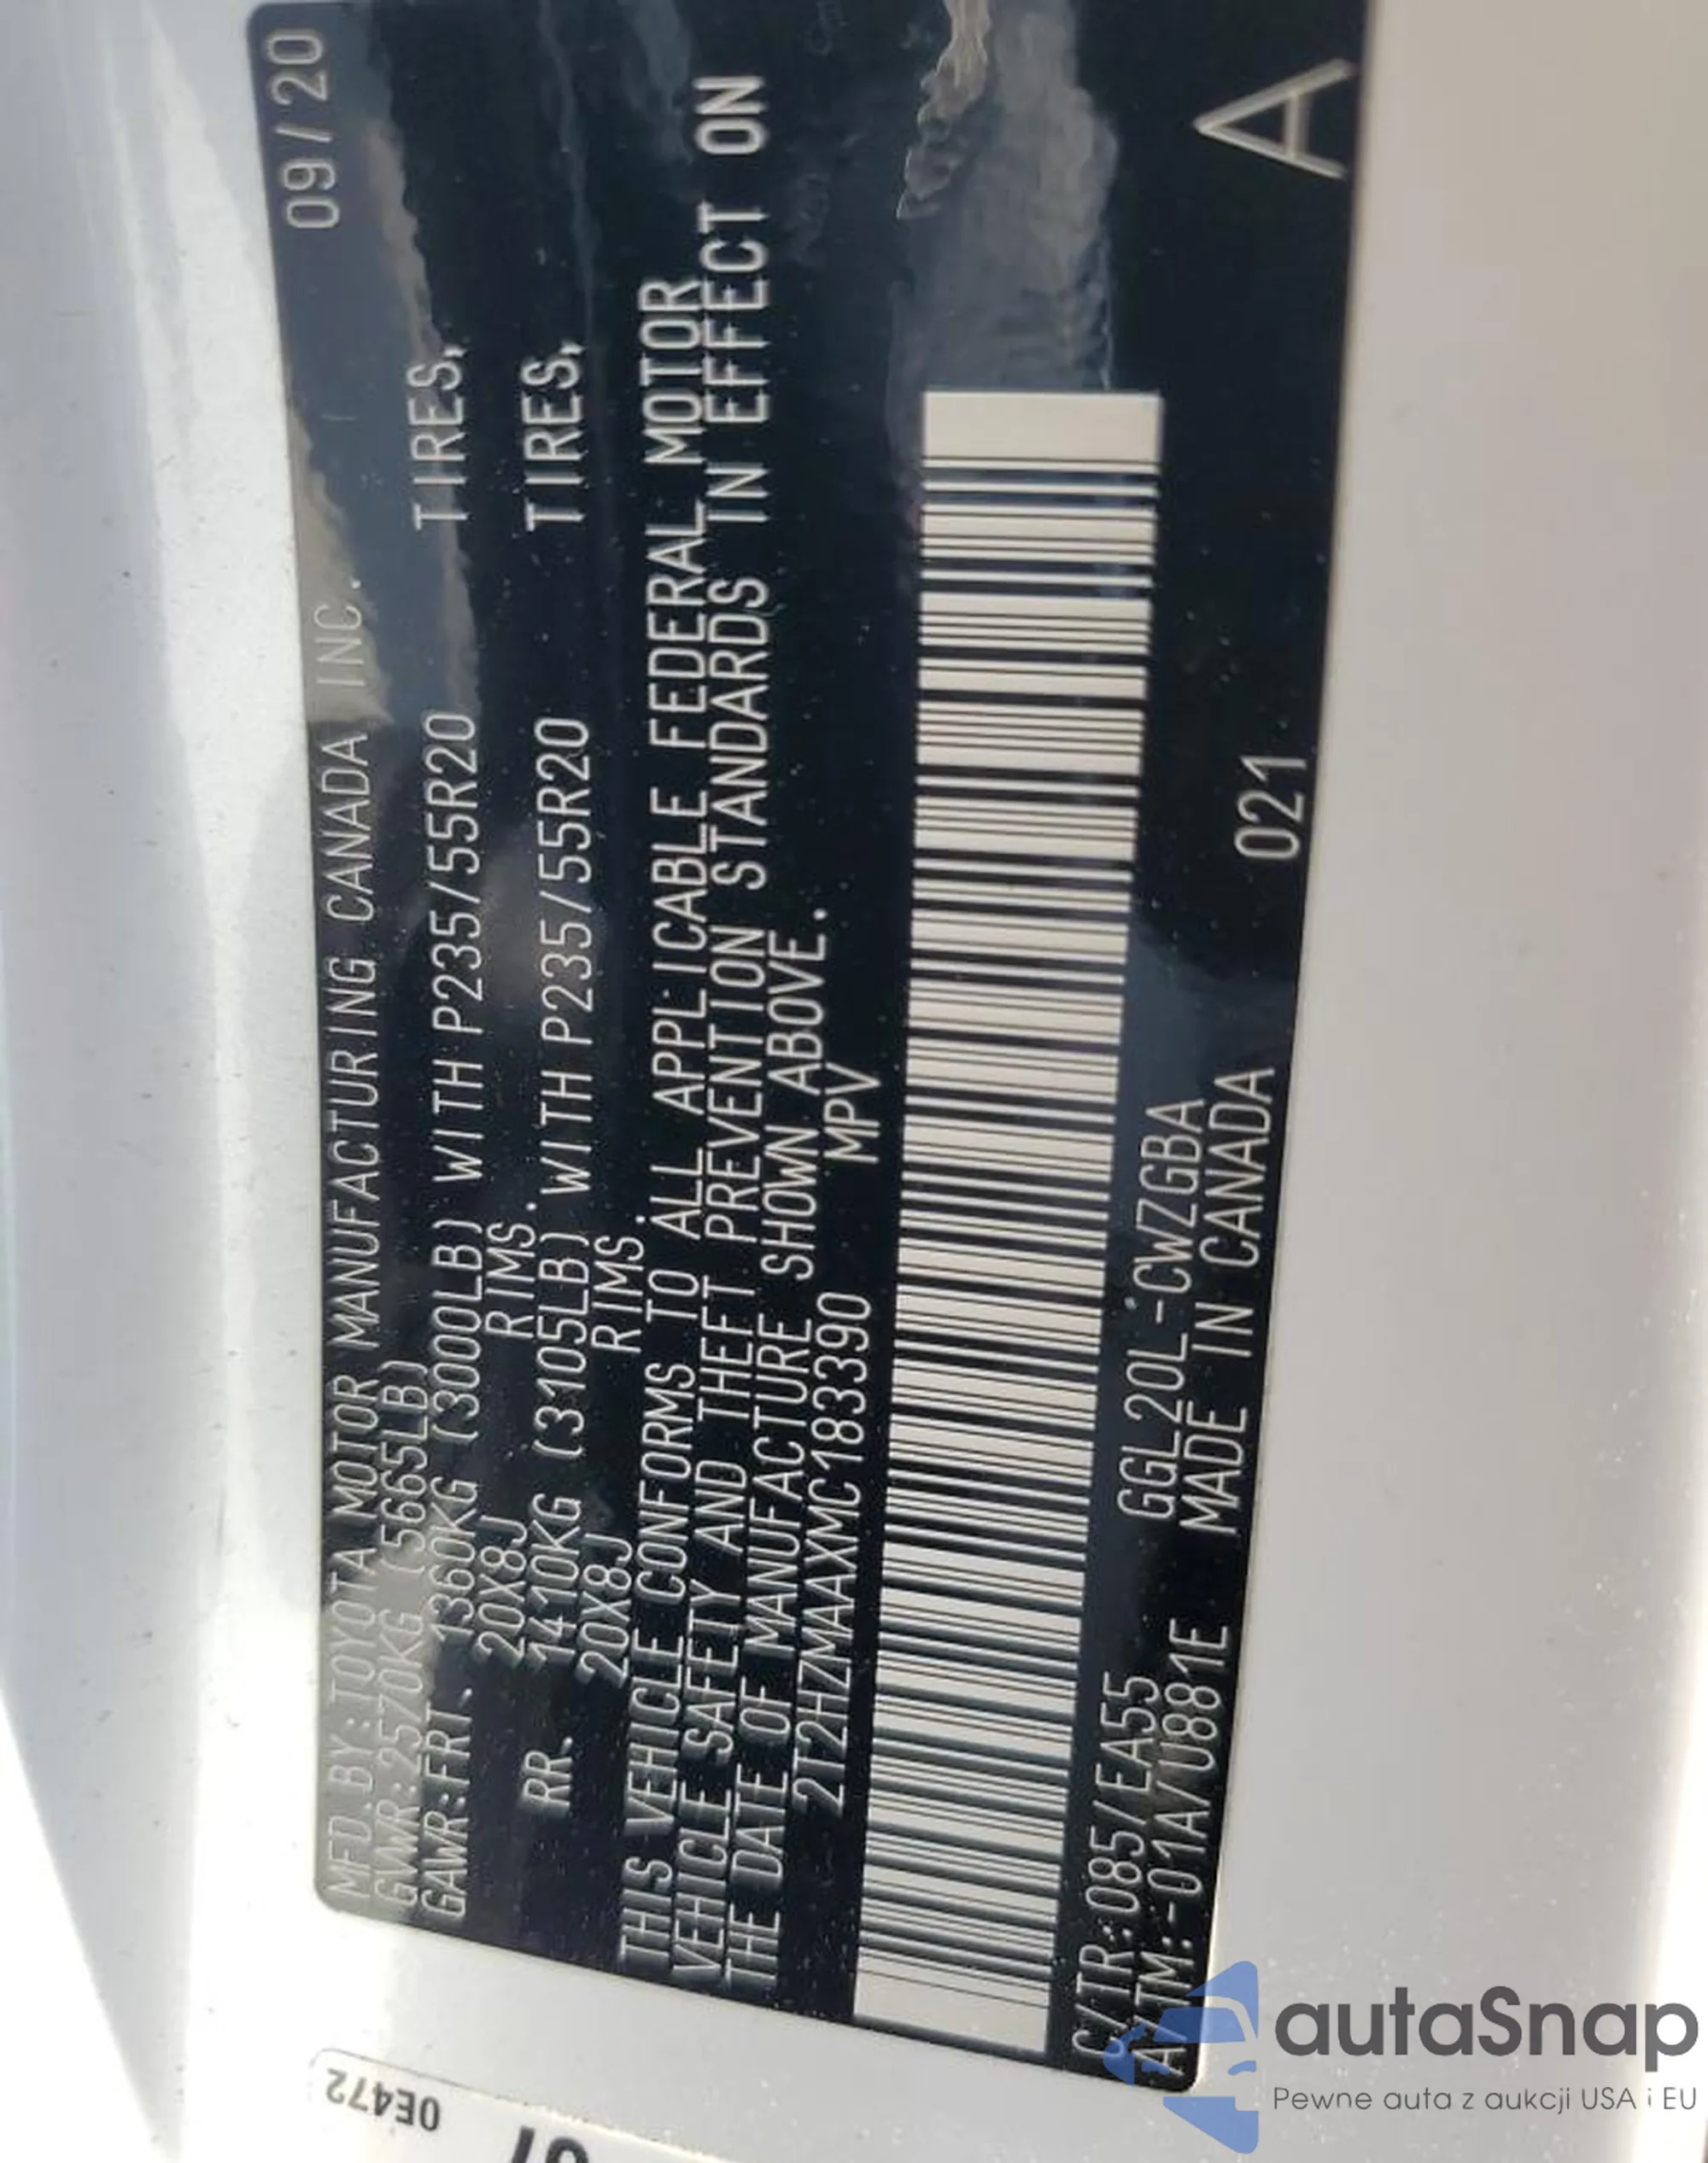 MFD.BY:TOYOTA MOTOR MANUFACTURING CANADA INC. 09/20
GVWR:2570KG (5665LB)
GAWR:FRT. 1360KG (3000LB) WITH P235/55R20 TIRES,
20X8J RIMS.
RR. 1410KG (3105LB) WITH P235/55R20 TIRES,
20X8J RIMS.
THIS VEHICLE CONFORMS TO ALL APPLICABLE FEDERAL MOTOR
VEHICLE SAFETY AND THEFT PREVENTION STANDARDS IN EFFECT ON
THE DATE OF MANUFACTURE SHOWN ABOVE.
2T2HZMAAXMC183390 MPV
C/TR:085/EA55 GGL20L-CWZGBA
A/TM:-01A/U881E MADE IN CANADA 021 A
0E472
autaSnap
Pewne auta z aukcji USA i EU